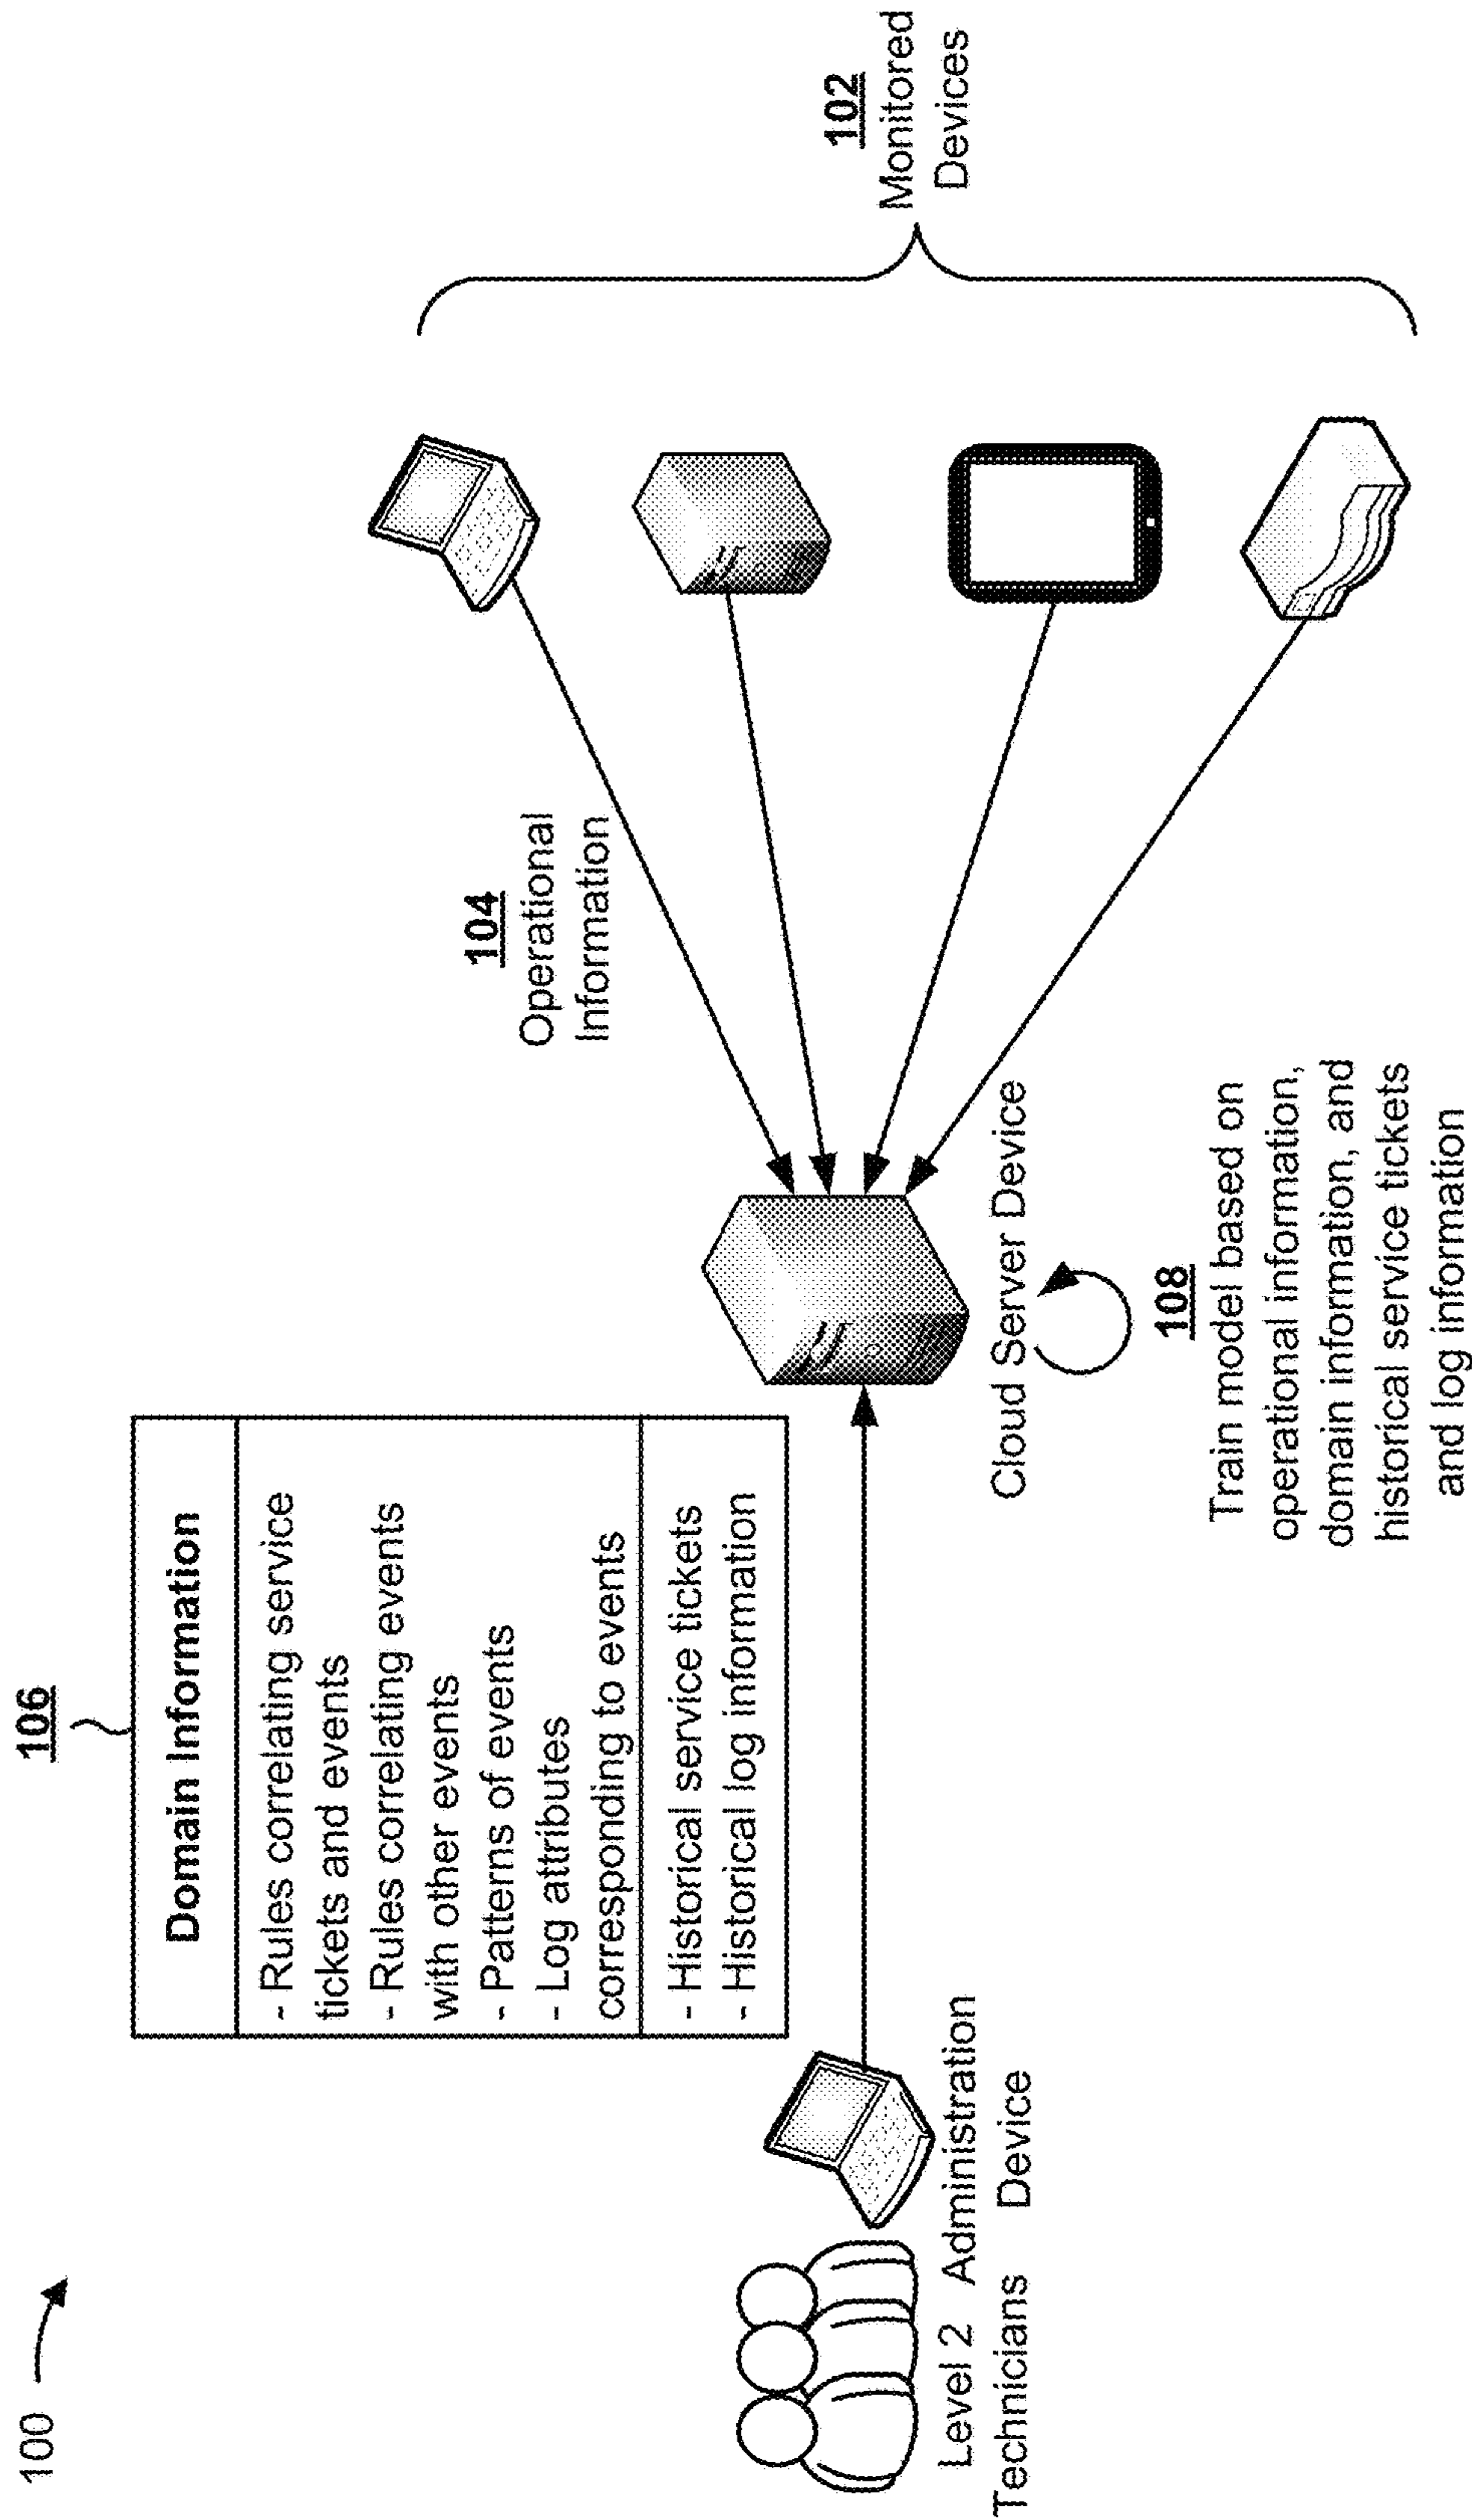 100
106
Domain Information
- Rules correlating service
tickets and events
- Rules correlating events
with other events
- Patterns of events
- Log attributes
corresponding to events
- Historical service tickets
- Historical log information
Level 2
Technicians
Administration
Device
Cloud Server Device
108
Train model based on
operational information,
domain information, and
historical service tickets
and log information
104
Operational
Information
102
Monitored
Devices